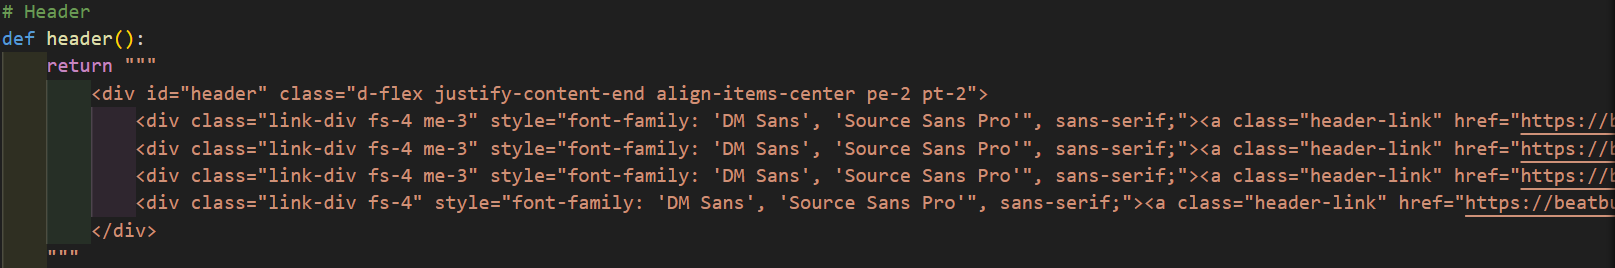 # Header
def header():
    return """
        <div id="header" class="d-flex justify-content-end align-items-center pe-2 pt-2">
            <div class="link-div fs-4 me-3" style="font-family: 'DM Sans', 'Source Sans Pro'", sans-serif;"><a class="header-link" href="https://b
            <div class="link-div fs-4 me-3" style="font-family: 'DM Sans', 'Source Sans Pro'", sans-serif;"><a class="header-link" href="https://b
            <div class="link-div fs-4 me-3" style="font-family: 'DM Sans', 'Source Sans Pro'", sans-serif;"><a class="header-link" href="https://b
            <div class="link-div fs-4" style="font-family: 'DM Sans', 'Source Sans Pro'", sans-serif;"><a class="header-link" href="https://beatbu
        </div>
    """